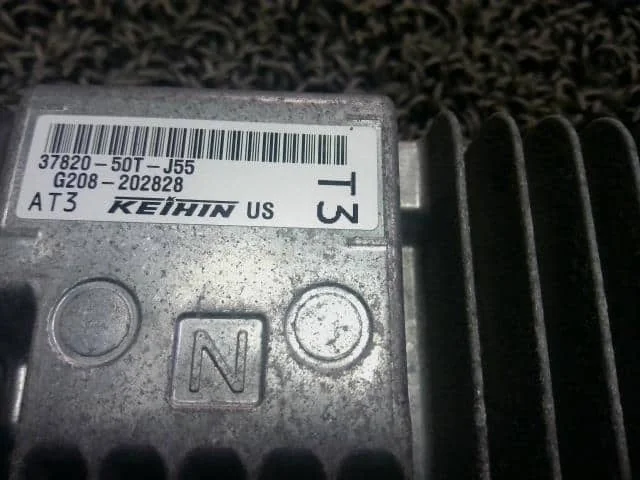 37820-50T-J55
G208-202828
AT3 KEIHIN US
T3
N